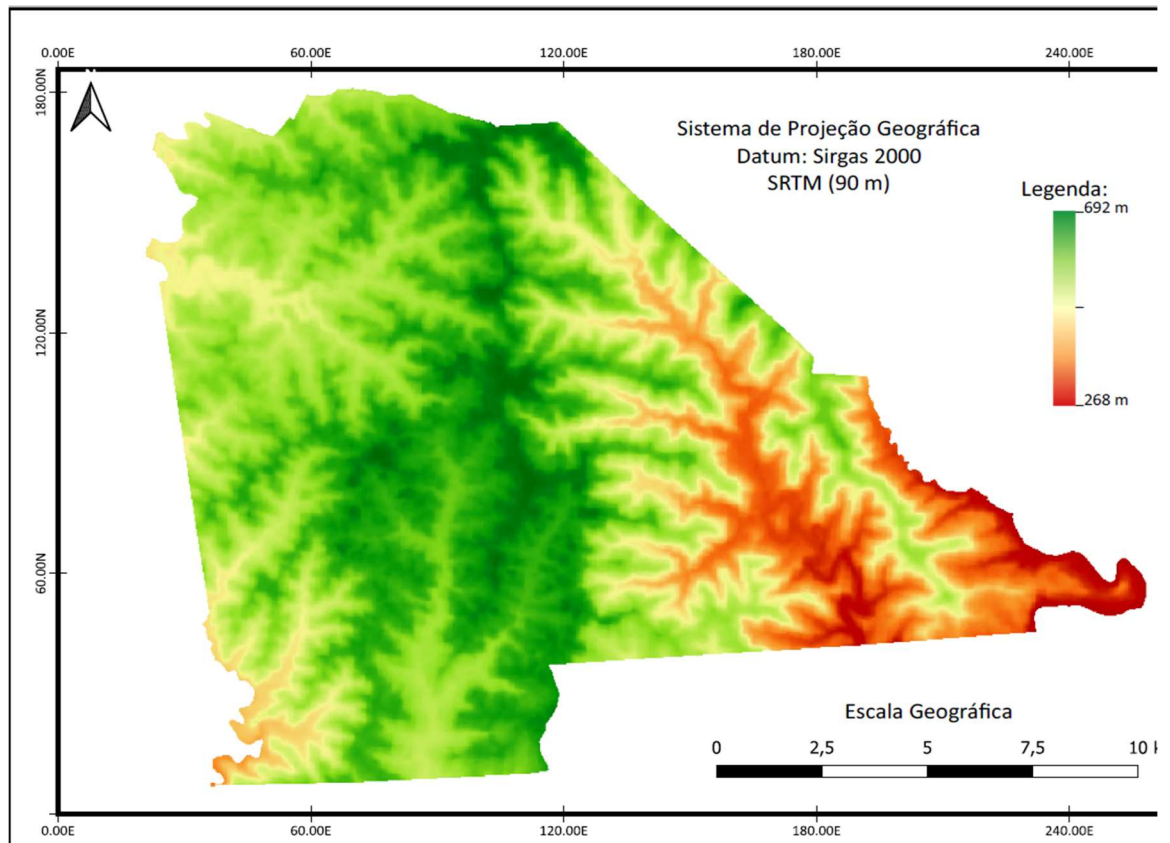 0.00E 60.00E 120.00E 180.00E 240.00E
180.00N
120.00N
60.00N
Sistema de Projeção Geográfica
Datum: Sirgas 2000
SRTM (90 m)
Legenda:
692 m
268 m
Escala Geográfica
0 2,5 5 7,5 10
0.00E 60.00E 120.00E 180.00E 240.00E